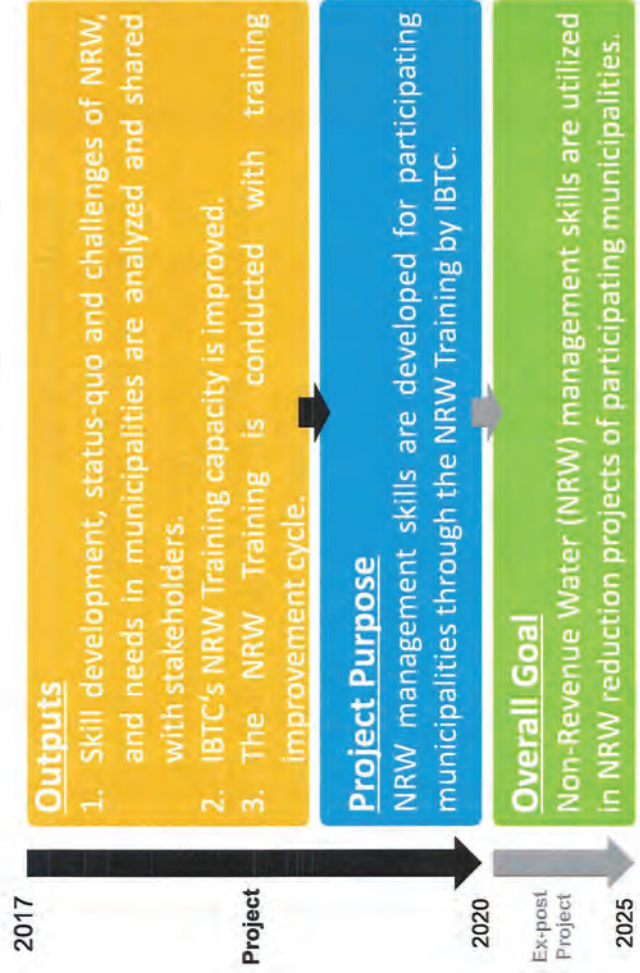 2017
Project
2020
Ex-post
Project
2025
Outputs
1. Skill development, status-quo and challenges of NRW,
and needs in municipalities are analyzed and shared
with stakeholders.
2. IBTC's NRW Training capacity is improved.
3. The NRW Training is conducted with training
improvement cycle.
Project Purpose
NRW management skills are developed for participating
municipalities through the NRW Training by IBTC.
Overall Goal
Non-Revenue Water (NRW) management skills are utilized
in NRW reduction projects of participating municipalities.